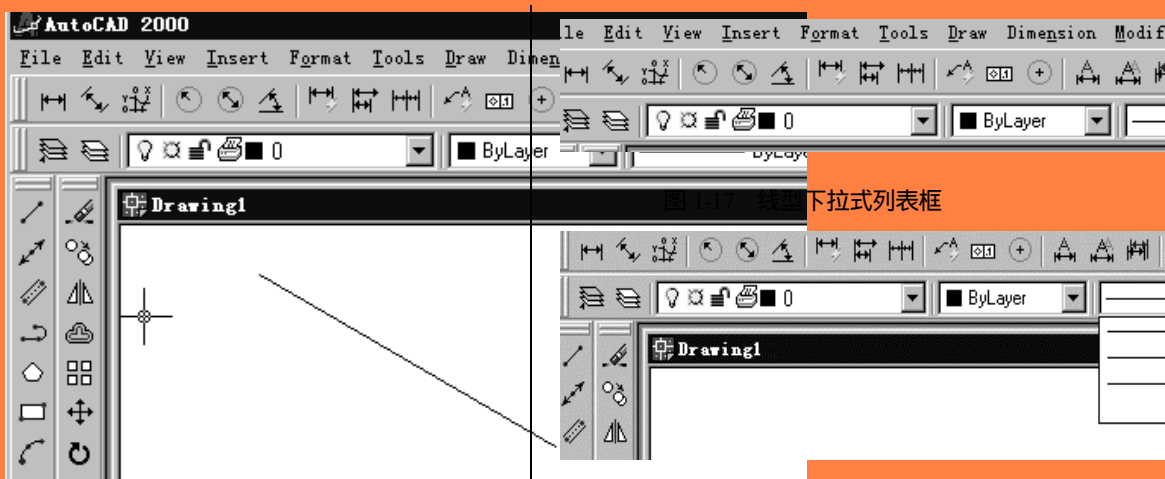 AutoCAD 2000
File Edit View Insert Format Tools Draw Dimen
0 ByLayer
Drawing1
le Edit View Insert Format Tools Draw Dimension Modif
0 ByLayer
ByLaye
图 1-17 线型下拉式列表框
0 ByLayer
Drawing1